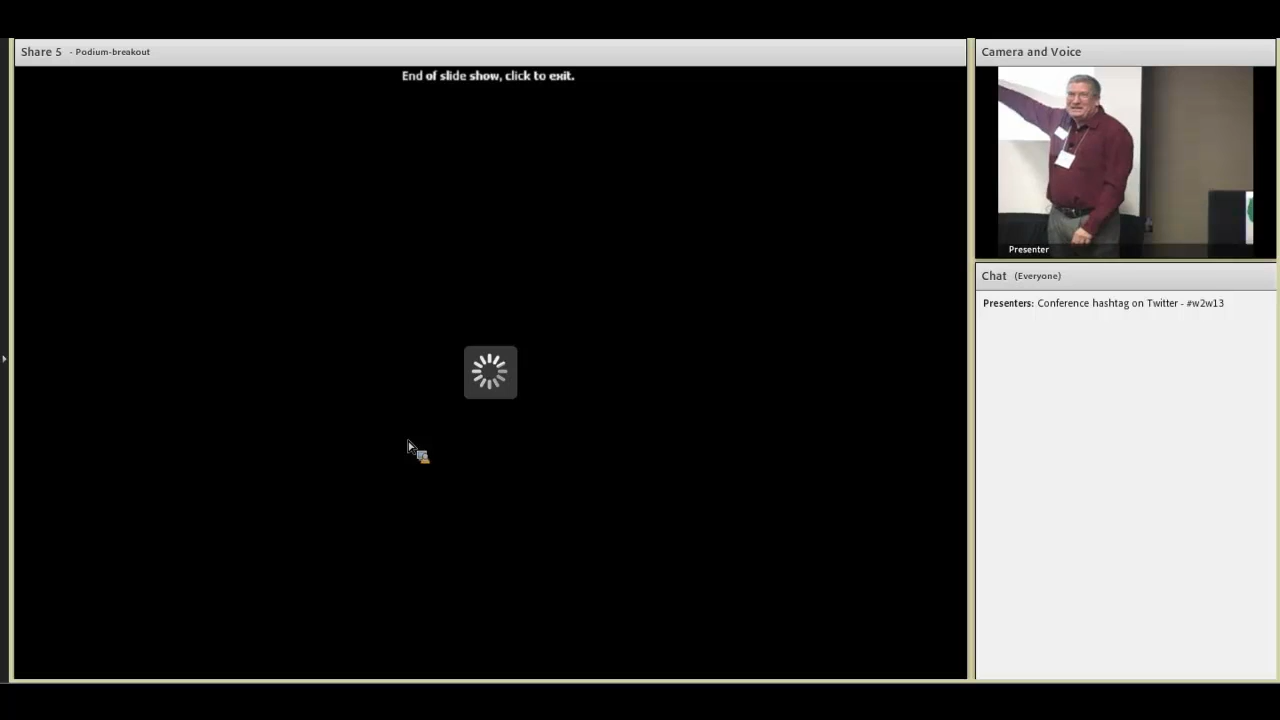 Share 5 - Podium-breakout
End of slide show, click to exit.
Camera and Voice
Presenter
Chat (Everyone)
Presenters: Conference hashtag on Twitter - #w2w13